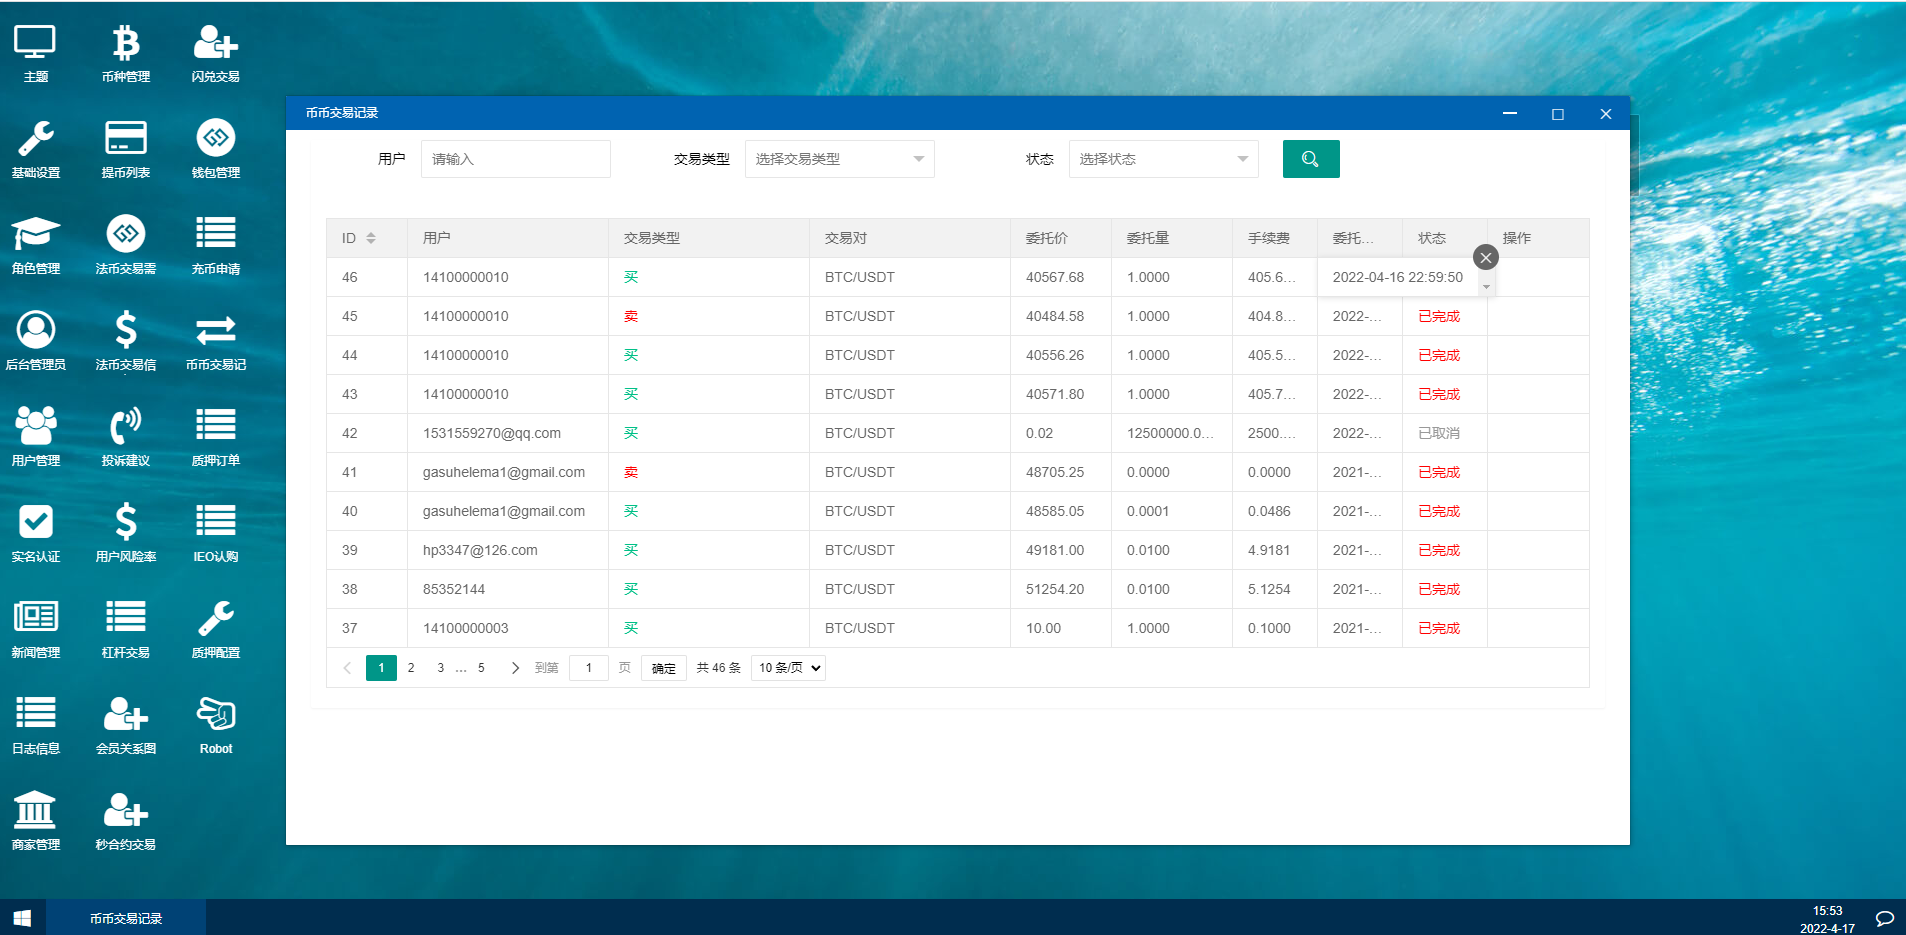 主题
币种管理
闪兑交易
基础设置
提币列表
钱包管理
角色管理
法币交易需
充币申请
后台管理员
法币交易信
币币交易记
用户管理
投诉建议
质押订单
实名认证
用户风险率
IEO认购
新闻管理
杠杆交易
质押配置
日志信息
会员关系图
Robot
商家管理
秒合约交易
币币交易记录
用户 请输入 交易类型 选择交易类型 状态 选择状态
ID 用户 交易类型 交易对 委托价 委托量 手续费 委托... 状态 操作
46 14100000010 买 BTC/USDT 40567.68 1.0000 405.6... 2022-04-16 22:59:50
45 14100000010 卖 BTC/USDT 40484.58 1.0000 404.8... 2022-... 已完成
44 14100000010 买 BTC/USDT 40556.26 1.0000 405.5... 2022-... 已完成
43 14100000010 买 BTC/USDT 40571.80 1.0000 405.7... 2022-... 已完成
42 1531559270@qq.com 买 BTC/USDT 0.02 12500000.0... 2500.... 2022-... 已取消
41 gasuhelema1@gmail.com 卖 BTC/USDT 48705.25 0.0000 0.0000 2021-... 已完成
40 gasuhelema1@gmail.com 买 BTC/USDT 48585.05 0.0001 0.0486 2021-... 已完成
39 hp3347@126.com 买 BTC/USDT 49181.00 0.0100 4.9181 2021-... 已完成
38 85352144 买 BTC/USDT 51254.20 0.0100 5.1254 2021-... 已完成
37 14100000003 买 BTC/USDT 10.00 1.0000 0.1000 2021-... 已完成
1 2 3 ... 5 到第 1 页 确定 共 46 条 10 条/页
币币交易记录
15:53
2022-4-17